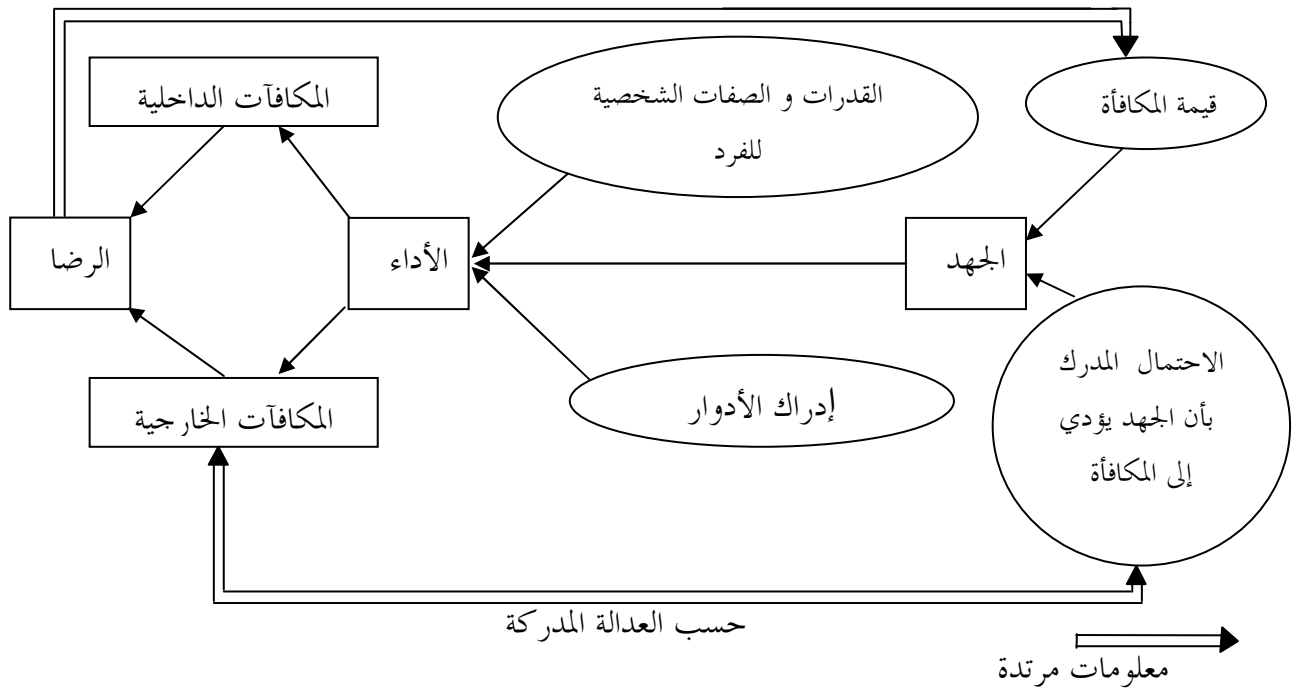 قيمة المكافأة
القدرات و الصفات الشخصية
للفرد
المكافآت الداخلية
الجهد
الأداء
الرضا
الاحتمال المدرك
بأن الجهد يؤدي
إلى المكافأة
إدراك الأدوار
المكافآت الخارجية
حسب العدالة المدركة
معلومات مرتدة